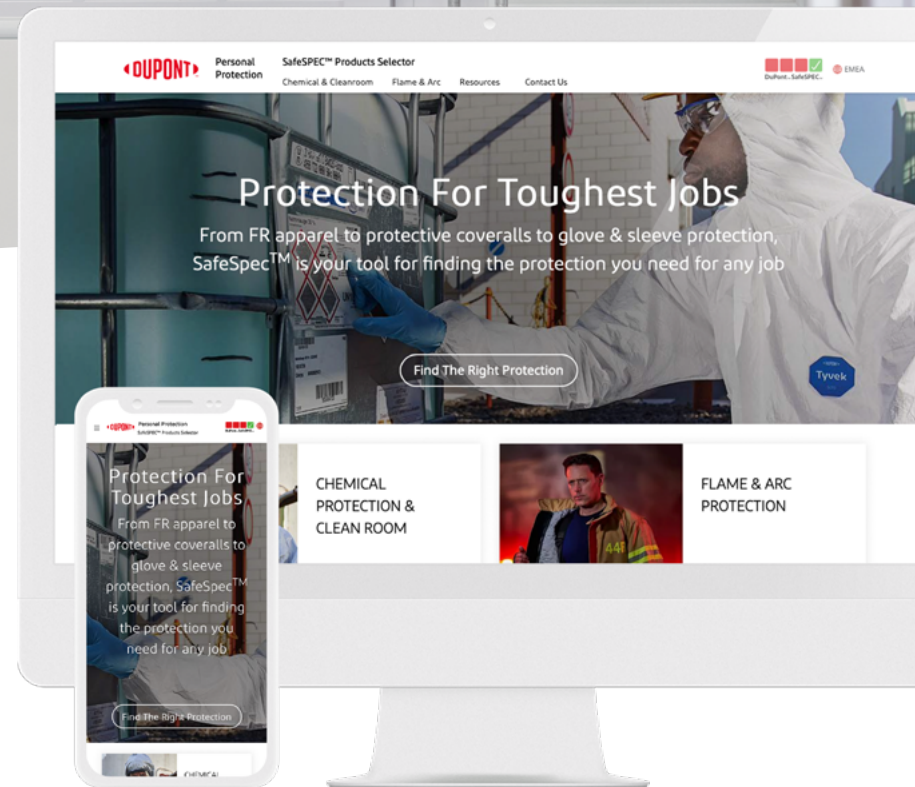 DUPONT
Personal
Protection
SafeSPEC™ Products Selector
Chemical & Cleanroom Flame & Arc Resources Contact Us
DuPont.. SafeSPEC..
EMEA
Protection For Toughest Jobs
From FR apparel to protective coveralls to glove & sleeve protection,
SafeSpec™ is your tool for finding the protection you need for any job
Find The Right Protection
Tyvek
CHEMICAL
PROTECTION &
CLEAN ROOM
441
FLAME & ARC
PROTECTION
DUPONT
Personal Protection
SafeSPEC™ Products Selector
Protection For
Toughest Jobs
From FR apparel to
protective coveralls to
glove & sleeve
protection, SafeSpec™
is your tool for finding
the protection you
need for any job
Find The Right Protection
CHEMICAL